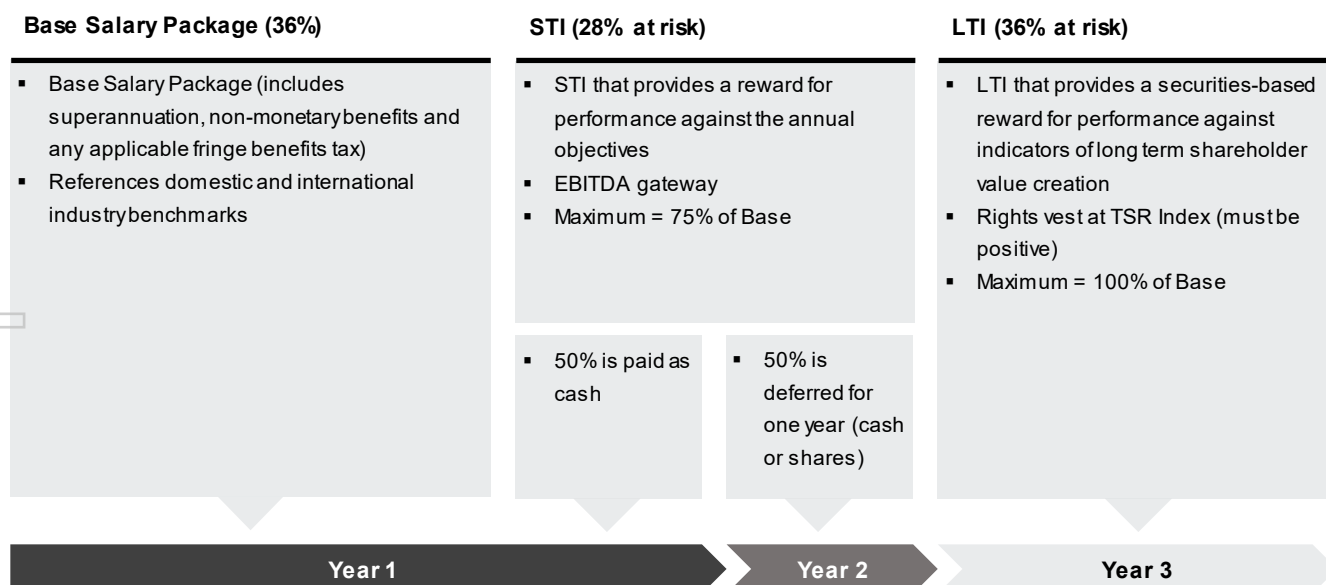 Base Salary Package (36%)
▪ Base Salary Package (includes
superannuation, non-monetary benefits and
any applicable fringe benefits tax)
▪ References domestic and international
industry benchmarks
STI (28% at risk)
▪ STI that provides a reward for
performance against the annual
objectives
▪ EBITDA gateway
▪ Maximum = 75% of Base
▪ 50% is paid as
cash
▪ 50% is
deferred for
one year (cash
or shares)
LTI (36% at risk)
▪ LTI that provides a securities-based
reward for performance against
indicators of long term shareholder
value creation
▪ Rights vest at TSR Index (must be
positive)
▪ Maximum = 100% of Base
Year 1
Year 2
Year 3